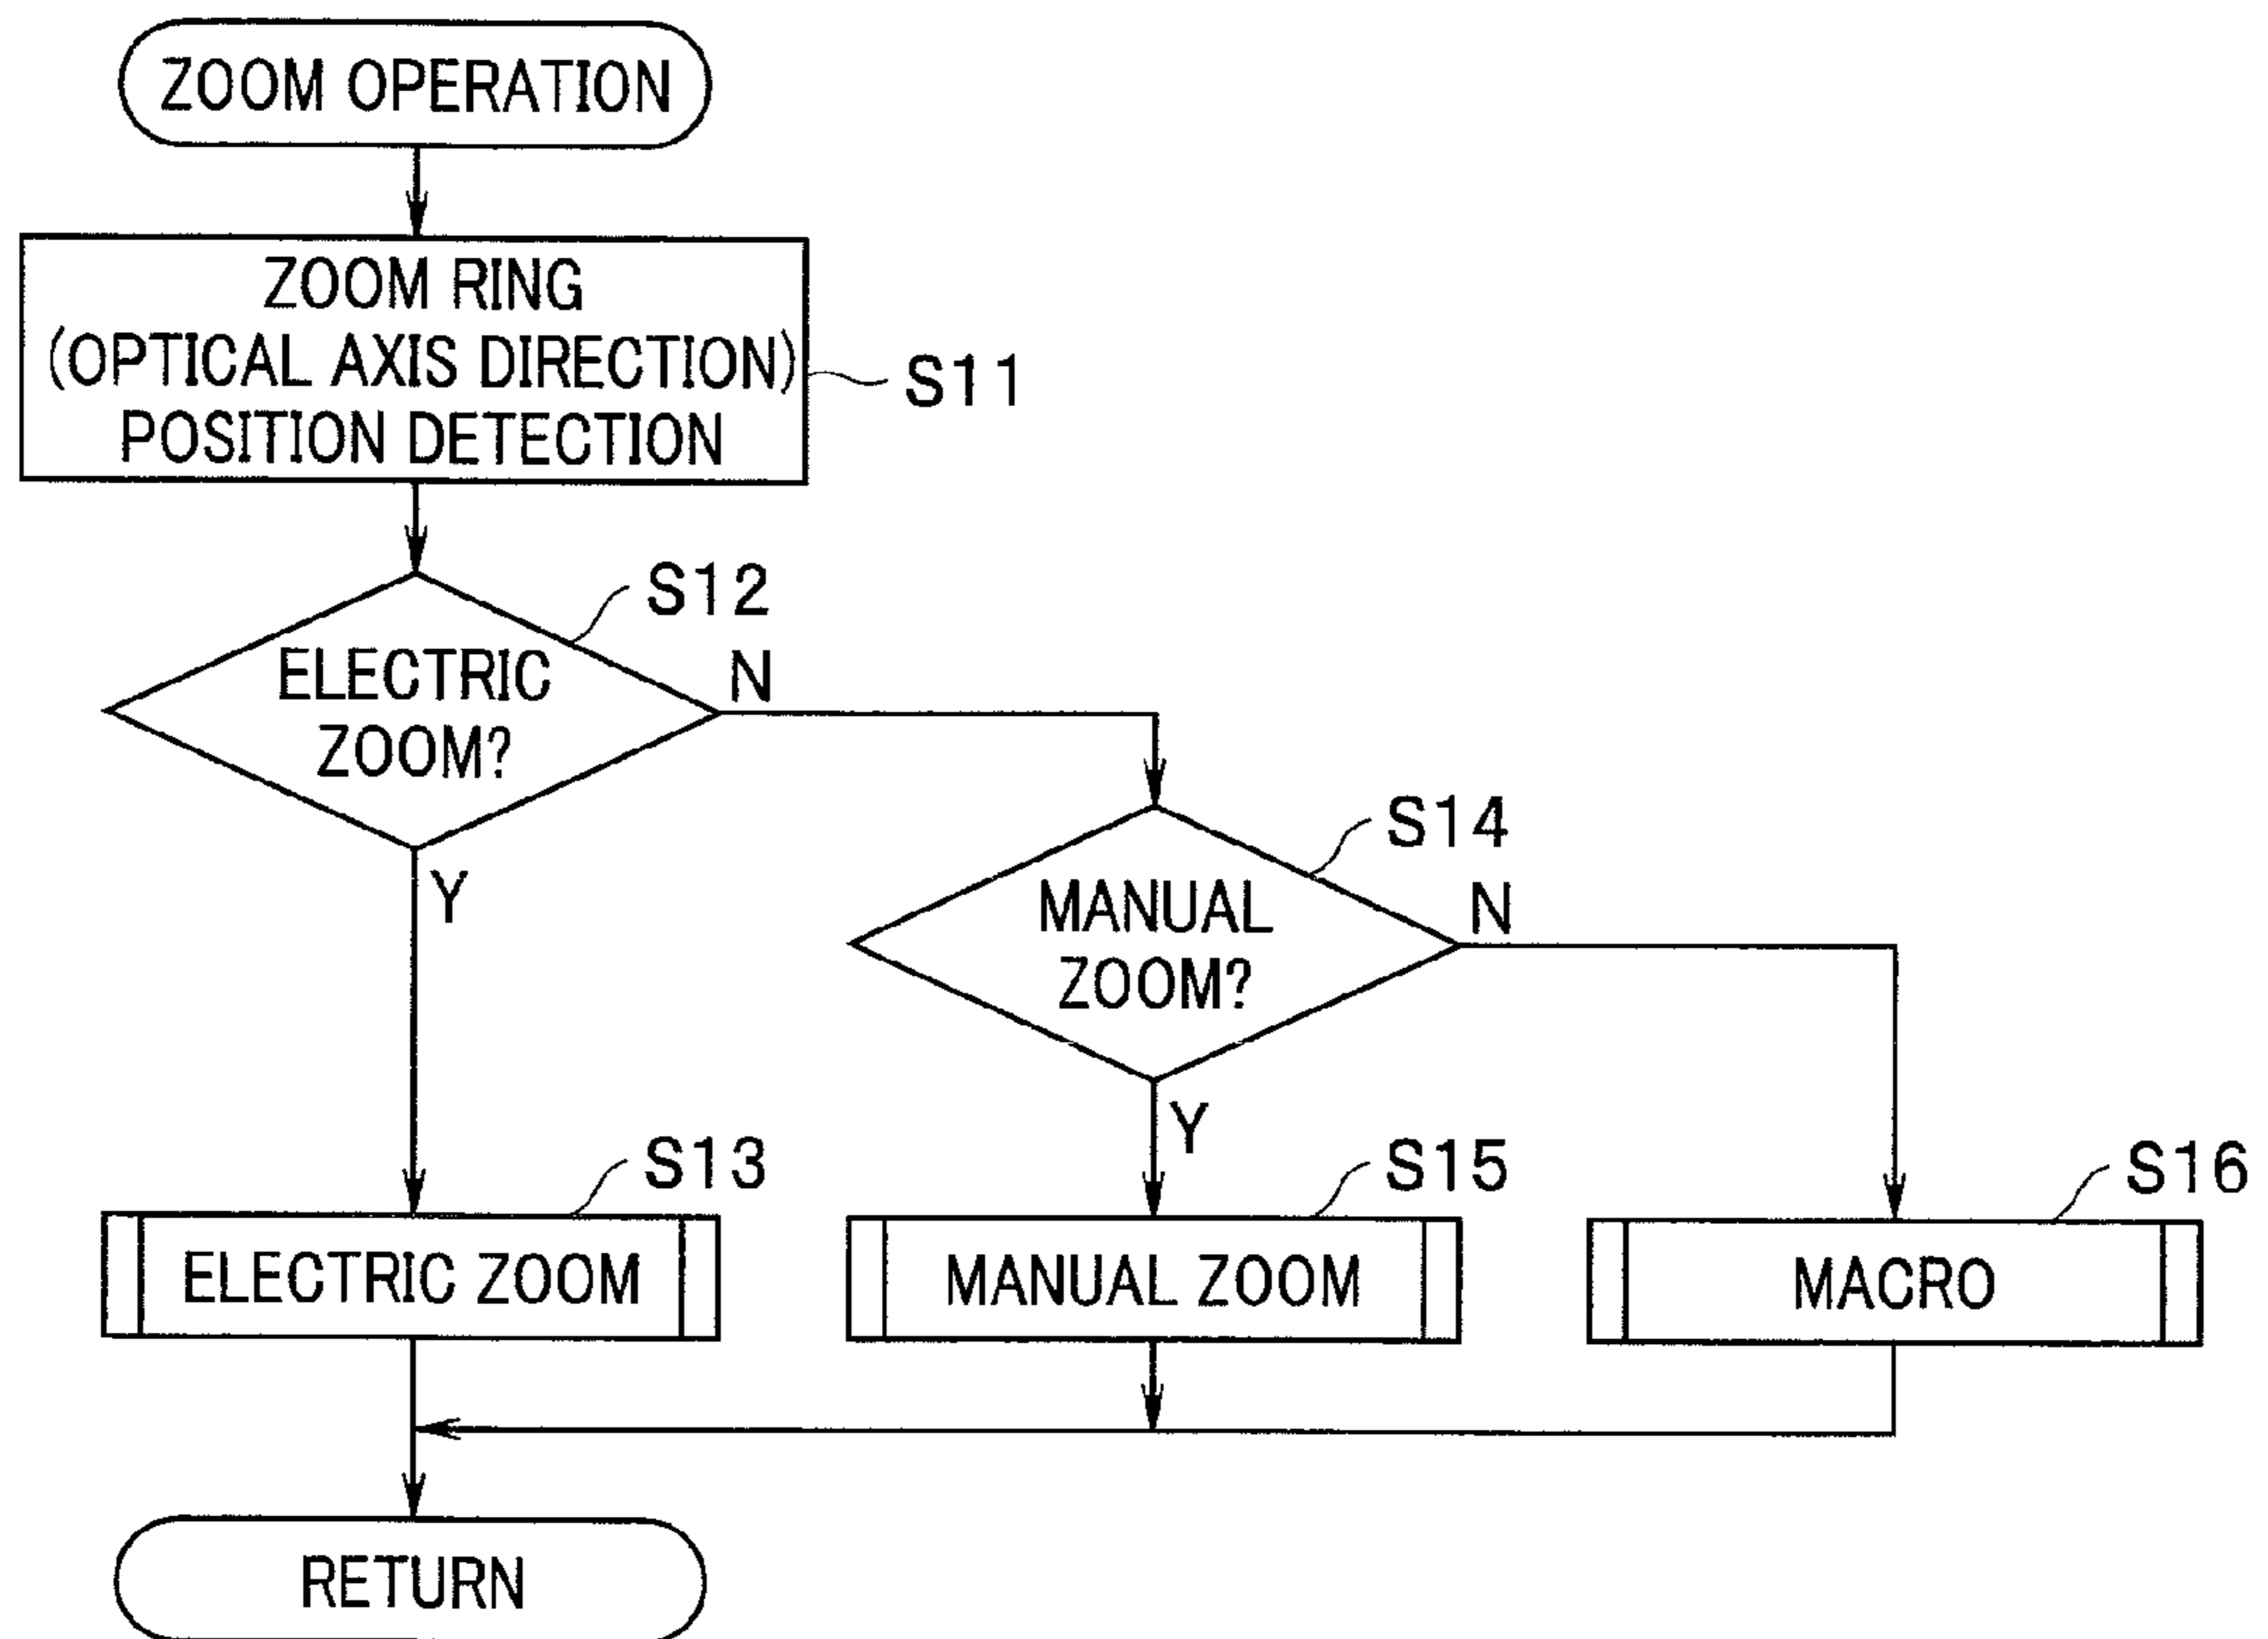 ZOOM OPERATION
ZOOM RING
(OPTICAL AXIS DIRECTION)
POSITION DETECTION
S11
S12
ELECTRIC
ZOOM?
N
Y
S14
MANUAL
ZOOM?
N
Y
S13
ELECTRIC ZOOM
S15
MANUAL ZOOM
S16
MACRO
RETURN